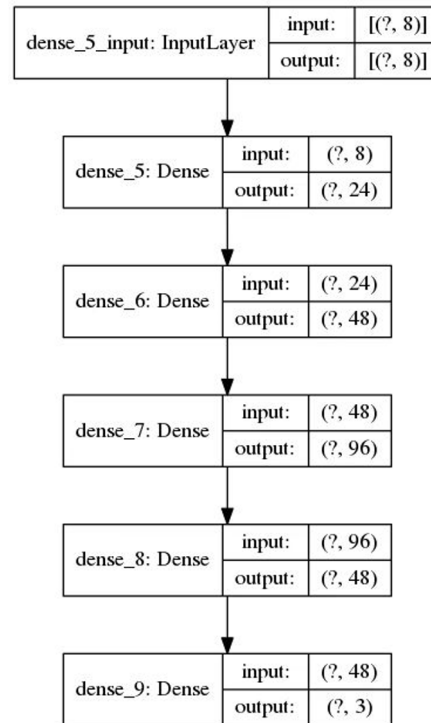 dense_5_input: InputLayer
input: [(?, 8)]
output: [(?, 8)]
dense_5: Dense
input: (?, 8)
output: (?, 24)
dense_6: Dense
input: (?, 24)
output: (?, 48)
dense_7: Dense
input: (?, 48)
output: (?, 96)
dense_8: Dense
input: (?, 96)
output: (?, 48)
dense_9: Dense
input: (?, 48)
output: (?, 3)